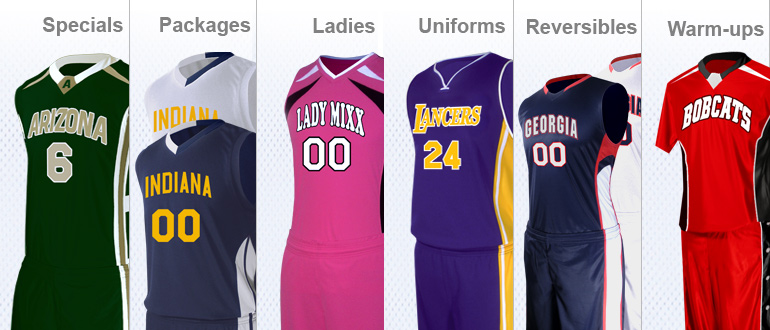 Specials
Packages
Ladies
Uniforms
Reversibles
Warm-ups
A
ARIZONA
6
INDIANA
INDIANA
00
LADY MIXX
00
LANCERS
24
GEORGIA
00
BOBCATS